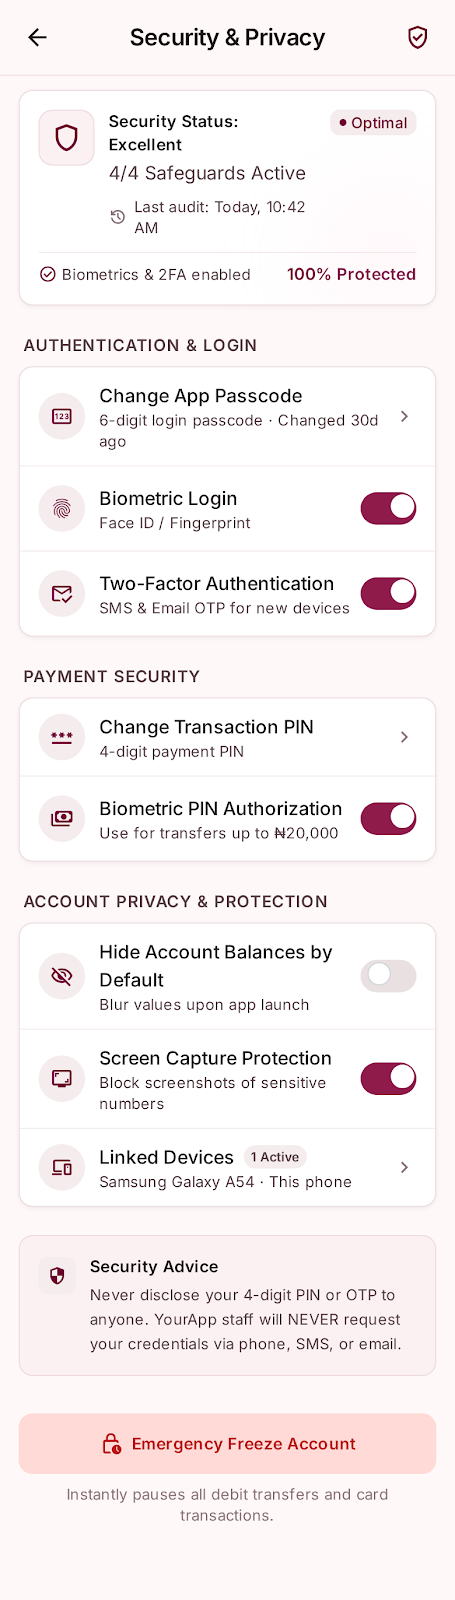 Security & Privacy
Security Status:
Excellent
Optimal
4/4 Safeguards Active
Last audit: Today, 10:42
AM
Biometrics & 2FA enabled
100% Protected
AUTHENTICATION & LOGIN
123
Change App Passcode
6-digit login passcode · Changed 30d
ago
Biometric Login
Face ID / Fingerprint
Two-Factor Authentication
SMS & Email OTP for new devices
PAYMENT SECURITY
Change Transaction PIN
4-digit payment PIN
Biometric PIN Authorization
Use for transfers up to ₦20,000
ACCOUNT PRIVACY & PROTECTION
Hide Account Balances by
Default
Blur values upon app launch
Screen Capture Protection
Block screenshots of sensitive
numbers
Linked Devices 1 Active
Samsung Galaxy A54 · This phone
Security Advice
Never disclose your 4-digit PIN or OTP to
anyone. YourApp staff will NEVER request
your credentials via phone, SMS, or email.
Emergency Freeze Account
Instantly pauses all debit transfers and card
transactions.